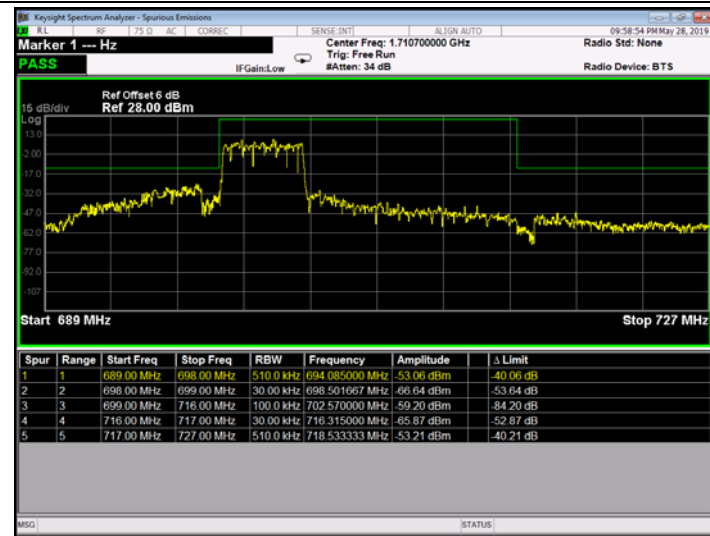 Keysight Spectrum Analyzer - Spurious Emissions
RL RF 75 Ω AC CORREC SENSE:INT ALIGN AUTO 09:58:54 PM May 28, 2019
Marker 1 --- Hz Center Freq: 1.710700000 GHz Radio Std: None
Trig: Free Run
PASS IFGain:Low #Atten: 34 dB Radio Device: BTS
Ref Offset 6 dB
15 dB/div Ref 28.00 dBm
Log
13.0
-2.00
-17.0
-32.0
-47.0
-62.0
-77.0
-92.0
-107
Start 689 MHz Stop 727 MHz
Spur Range Start Freq Stop Freq RBW Frequency Amplitude Δ Limit
1 1 689.00 MHz 698.00 MHz 510.0 kHz 694.085000 MHz -53.06 dBm -40.06 dB
2 2 698.00 MHz 699.00 MHz 30.00 kHz 698.501667 MHz -66.64 dBm -53.64 dB
3 3 699.00 MHz 716.00 MHz 100.0 kHz 702.570000 MHz -59.20 dBm -84.20 dB
4 4 716.00 MHz 717.00 MHz 30.00 kHz 716.315000 MHz -65.87 dBm -52.87 dB
5 5 717.00 MHz 727.00 MHz 510.0 kHz 718.533333 MHz -53.21 dBm -40.21 dB
MSG STATUS